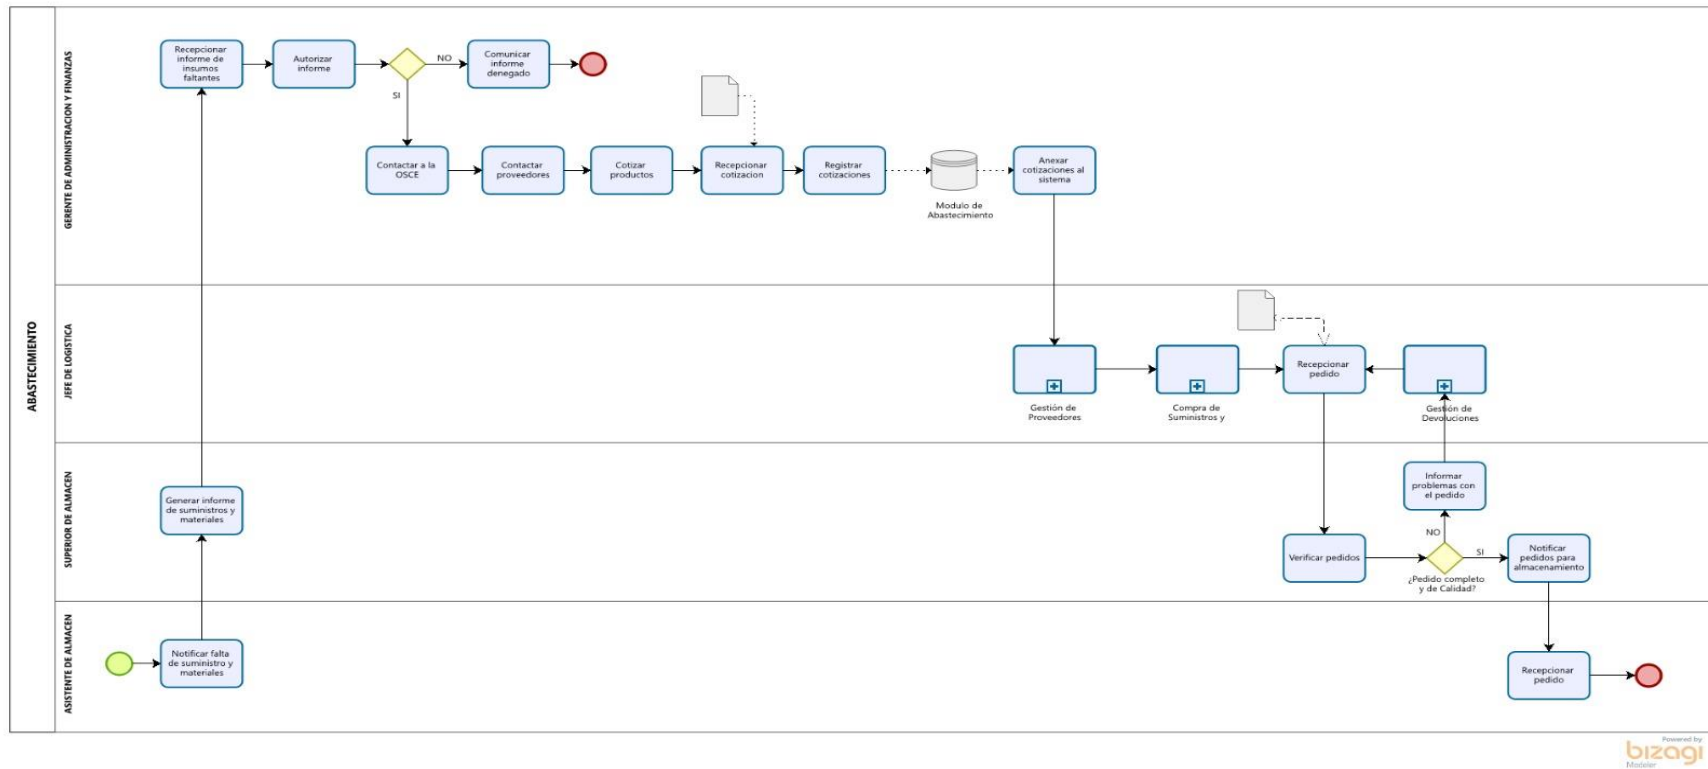 ABASTECIMIENTO
GERENTE DE ADMINISTRACION Y FINANZAS
Recepcionar
informe de
insumos
faltantes
Autorizar
informe
NO
SI
Comunicar
informe
denegado
Contactar a la
OSCE
Contactar
proveedores
Cotizar
productos
Recepcionar
cotizacion
Registrar
cotizaciones
Modulo de
Abastecimiento
Anexar
cotizaciones al
sistema
JEFE DE LOGISTICA
Gestión de
Proveedores
Compra de
Suministros y
Recepcionar
pedido
Gestión de
Devoluciones
SUPERIOR DE ALMACEN
Generar informe
de suministros y
materiales
Informar
problemas con
el pedido
NO
Verificar pedidos
SI
¿Pedido completo
y de Calidad?
Notificar
pedidos para
almacenamiento
ASISTENTE DE ALMACEN
Notificar falta
de suministro y
materiales
Recepcionar
pedido
Powered by
bizagi
Modeler